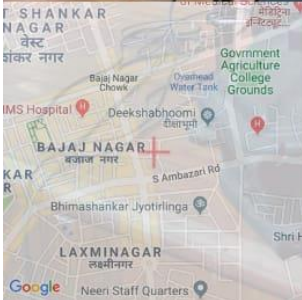 T SHANKAR
NAGAR
वेस्ट
शंकर नगर
Bajaj Nagar
Chowk
Overhead
Water Tank
Government
Agriculture
College
Grounds
IMS Hospital
Deekshabhoomi
दीक्षाभूमी
BAJAJ NAGAR
बजाज नगर
KAR
R
S Ambazari Rd
Bhimashankar Jyotirlinga
Shri H
LAXMINAGAR
लक्ष्मीनगर
Google
Neeri Staff Quarters